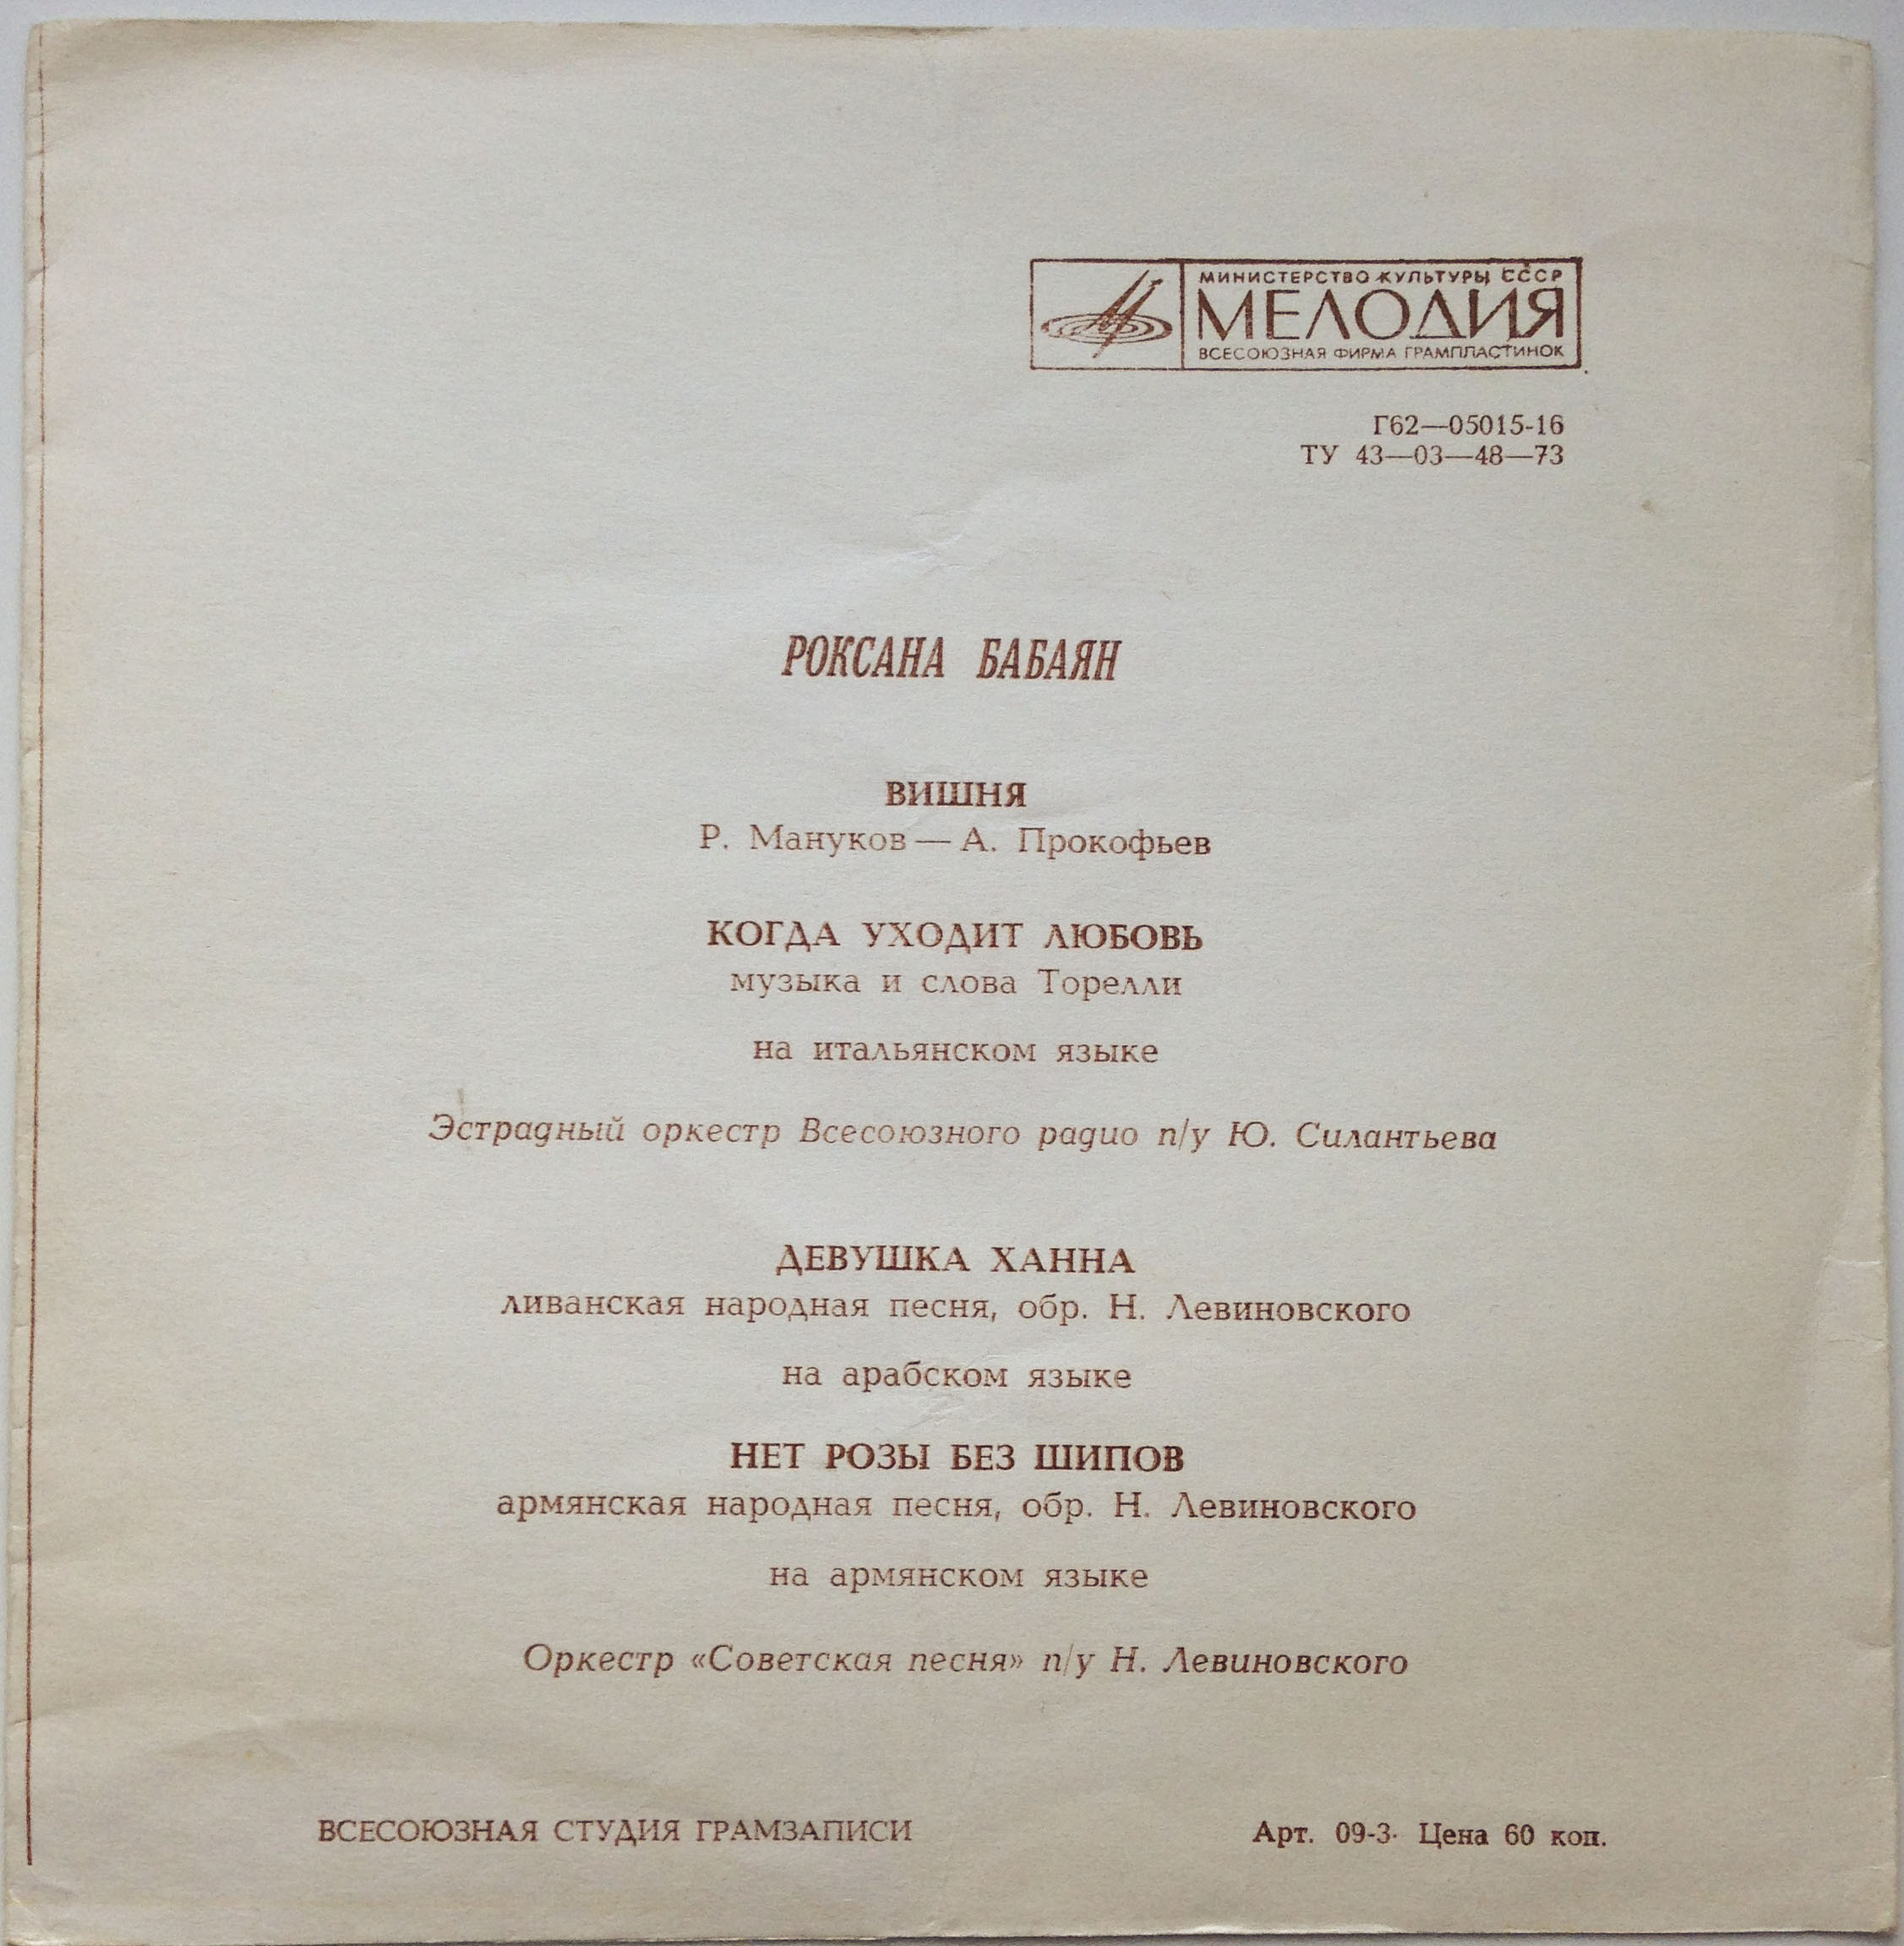 МИНИСТЕРСТВО КУЛЬТУРЫ СССР
МЕЛОДИЯ
ВСЕСОЮЗНАЯ ФИРМА ГРАМПЛАСТИНОК
Г62—05015-16
ТУ 43—03—48—73
РОКСАНА БАБАЯН
ВИШНЯ
Р. Мануков — А. Прокофьев
КОГДА УХОДИТ ЛЮБОВЬ
музыка и слова Торелли
на итальянском языке
Эстрадный оркестр Всесоюзного радио п/у Ю. Силантьева
ДЕВУШКА ХАННА
ливанская народная песня, обр. Н. Левиновского
на арабском языке
НЕТ РОЗЫ БЕЗ ШИПОВ
армянская народная песня, обр. Н. Левиновского
на армянском языке
Оркестр «Советская песня» п/у Н. Левиновского
ВСЕСОЮЗНАЯ СТУДИЯ ГРАМЗАПИСИ
Арт. 09-3. Цена 60 коп.